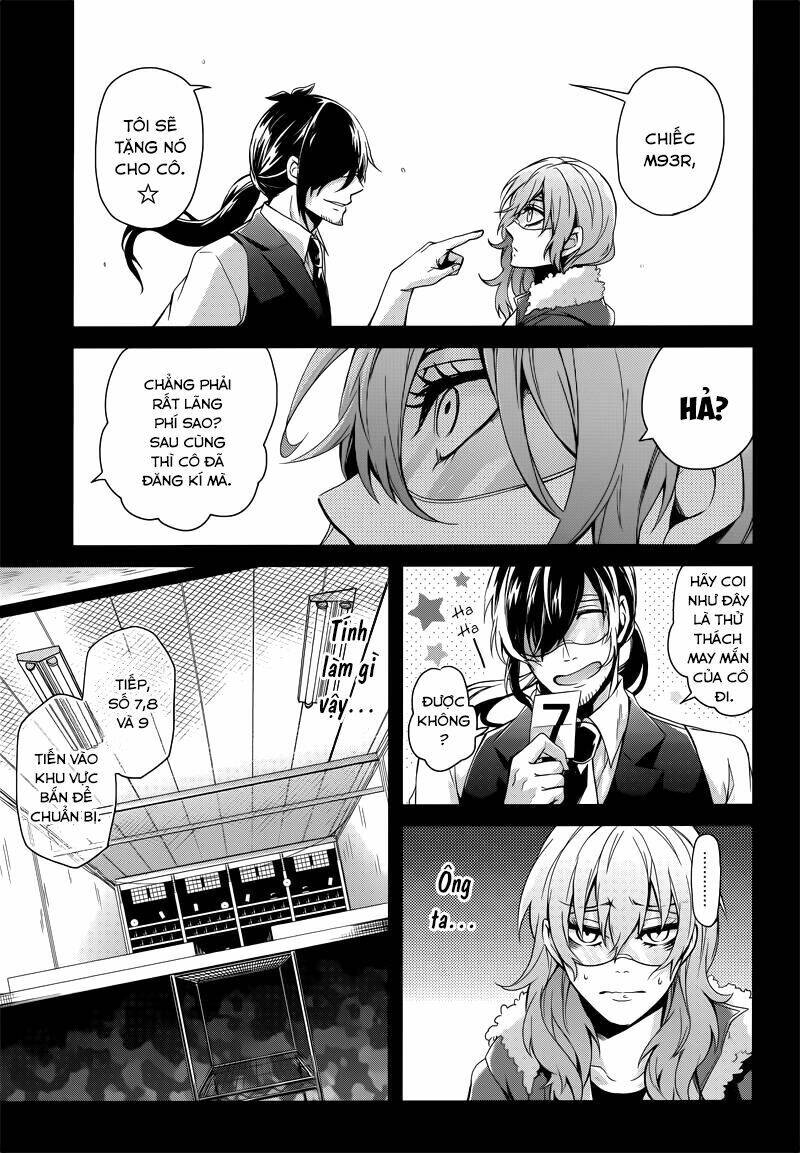 CHIẾC
M93R,
TÔI SẼ
TẶNG NÓ
CHO CÔ.
☆
HẢ?
CHẲNG PHẢI
RẤT LÃNG
PHÍ SAO?
SAU CÙNG
THÌ CÔ ĐÃ
ĐĂNG KÍ MÀ.
HÃY COI
NHƯ ĐÂY
LÀ THỬ
THÁCH
MAY MẮN
CỦA CÔ
ĐI.
Ha
Ha
ĐƯỢC
KHÔNG
?
7
.........
Ông
ta...
Tính
làm gì
vậy...
TIẾP,
SỐ 7,8
VÀ 9
TIẾN VÀO
KHU VỰC
BẮN ĐỂ
CHUẨN BỊ.